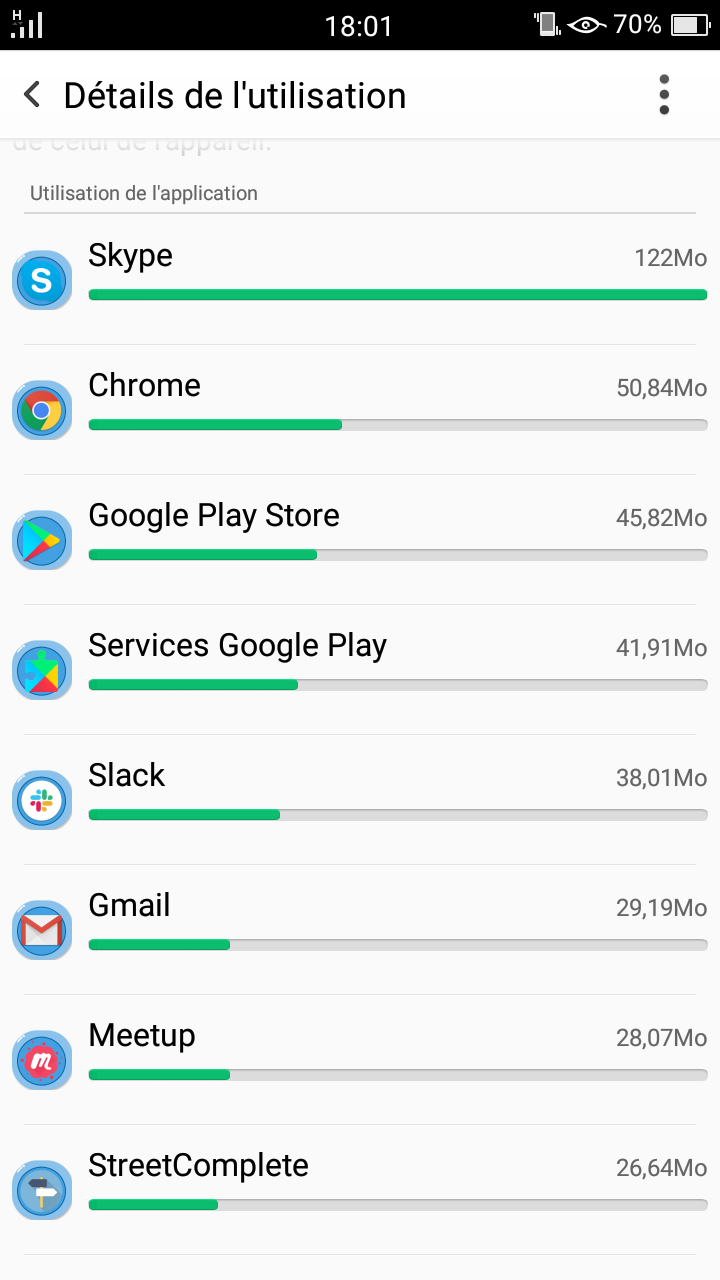 H
18:01
70%
Détails de l'utilisation
de celui de l'appareil.
Utilisation de l'application
Skype
122Mo
Chrome
50,84Mo
Google Play Store
45,82Mo
Services Google Play
41,91Mo
Slack
38,01Mo
Gmail
29,19Mo
Meetup
28,07Mo
StreetComplete
26,64Mo